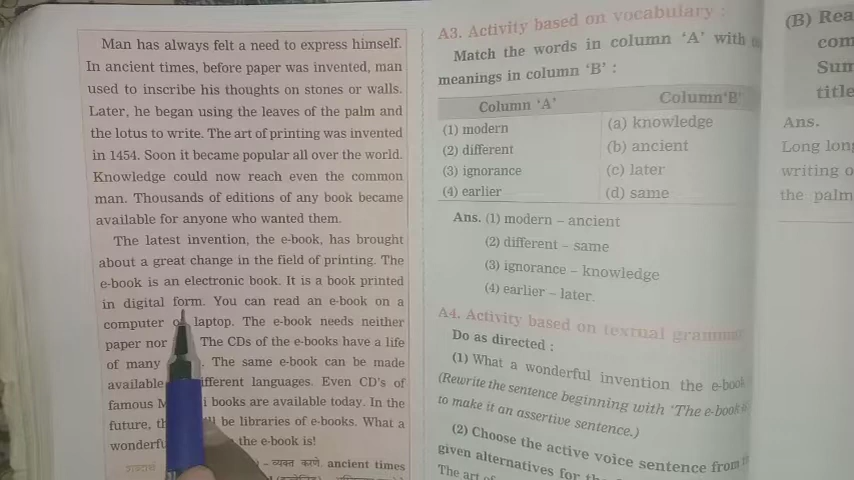 Man has always felt a need to express himself.
In ancient times, before paper was invented, man
used to inscribe his thoughts on stones or walls.
Later, he began using the leaves of the palm and
the lotus to write. The art of printing was invented
in 1454. Soon it became popular all over the world.
Knowledge could now reach even the common
man. Thousands of editions of any book became
available for anyone who wanted them.
The latest invention, the e-book, has brought
about a great change in the field of printing. The
e-book is an electronic book. It is a book printed
in digital form. You can read an e-book on a
computer laptop. The e-book needs neither
paper nor The CDs of the e-books have a life
of many The same e-book can be made
available different languages. Even CD's of
famous books are available today. In the
future, be libraries of e-books. What a
the e-book is!
शब्दार्थ – व्यक्त करणे. ancient times
A3. Activity based on vocabulary :
Match the words in column 'A' with
meanings in column 'B' :
Column 'A' Column 'B'
(1) modern (a) knowledge
(2) different (b) ancient
(3) ignorance (c) later
(4) earlier (d) same
Ans. (1) modern – ancient
(2) different – same
(3) ignorance – knowledge
(4) earlier – later.
A4. Activity based on textual grammar
Do as directed :
(1) What a wonderful invention the e-book
(Rewrite the sentence beginning with 'The e-book
to make it an assertive sentence.)
(2) Choose the active voice sentence from
given alternatives for the
The art of
(B)
Ans.
Long
writing
the palm